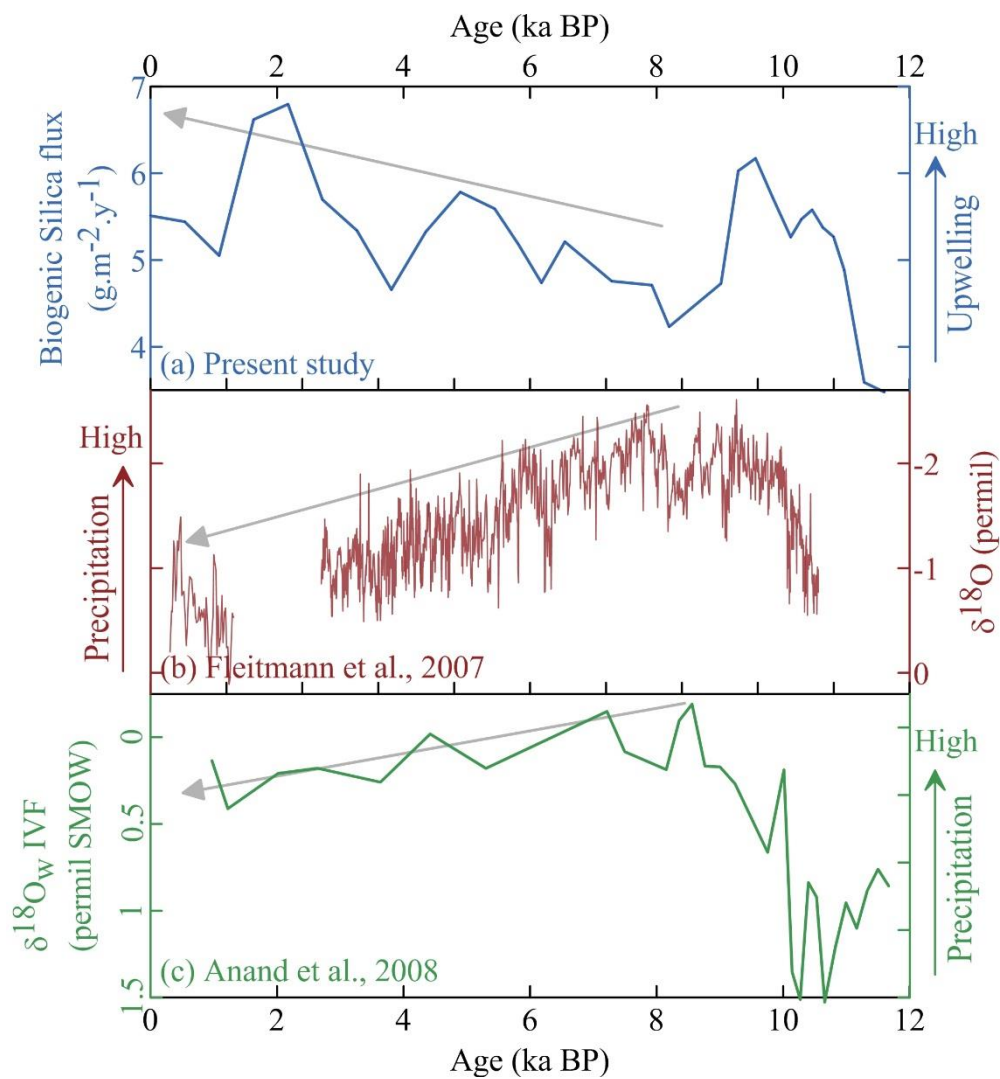 Age (ka BP)
0 2 4 6 8 10 12
7
6
5
4
Biogenic Silica flux
(g.m⁻².y⁻¹)
High
Upwelling
(a) Present study
High
Precipitation
-2
-1
0
δ¹⁸O (permil)
(b) Fleitmann et al., 2007
0
0.5
1
1.5
δ¹⁸O_W IVF
(permil SMOW)
High
Precipitation
(c) Anand et al., 2008
0 2 4 6 8 10 12
Age (ka BP)